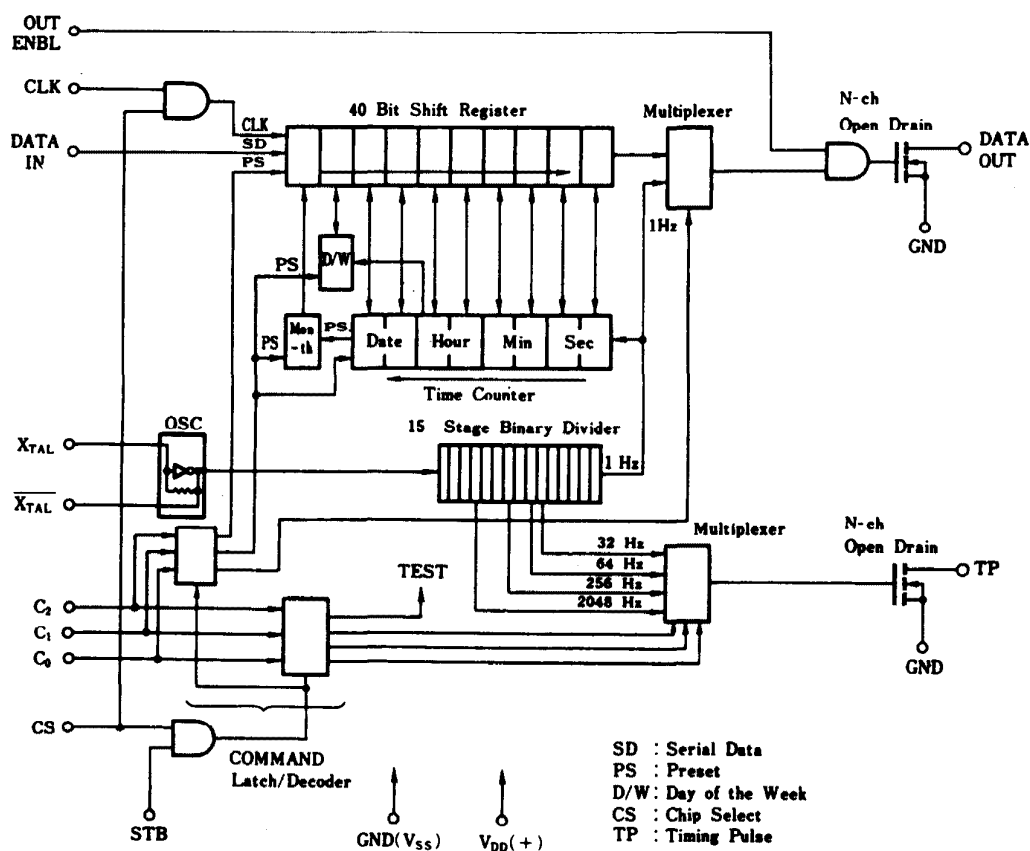 OUT
ENBL
CLK
DATA
IN
40 Bit Shift Register
CLK
SD
PS
Multiplexer
1Hz
N-ch
Open Drain
DATA
OUT
GND
PS
D/W
PS
Mon
-th
PS
Date
Hour
Min
Sec
Time Counter
OSC
XTAL
XTAL
15 Stage Binary Divider
1 Hz
32 Hz
64 Hz
256 Hz
2048 Hz
Multiplexer
N-ch
Open Drain
TP
GND
TEST
C2
C1
C0
CS
COMMAND
Latch/Decoder
STB
GND(VSS)
VDD(+)
SD : Serial Data
PS : Preset
D/W: Day of the Week
CS : Chip Select
TP : Timing Pulse